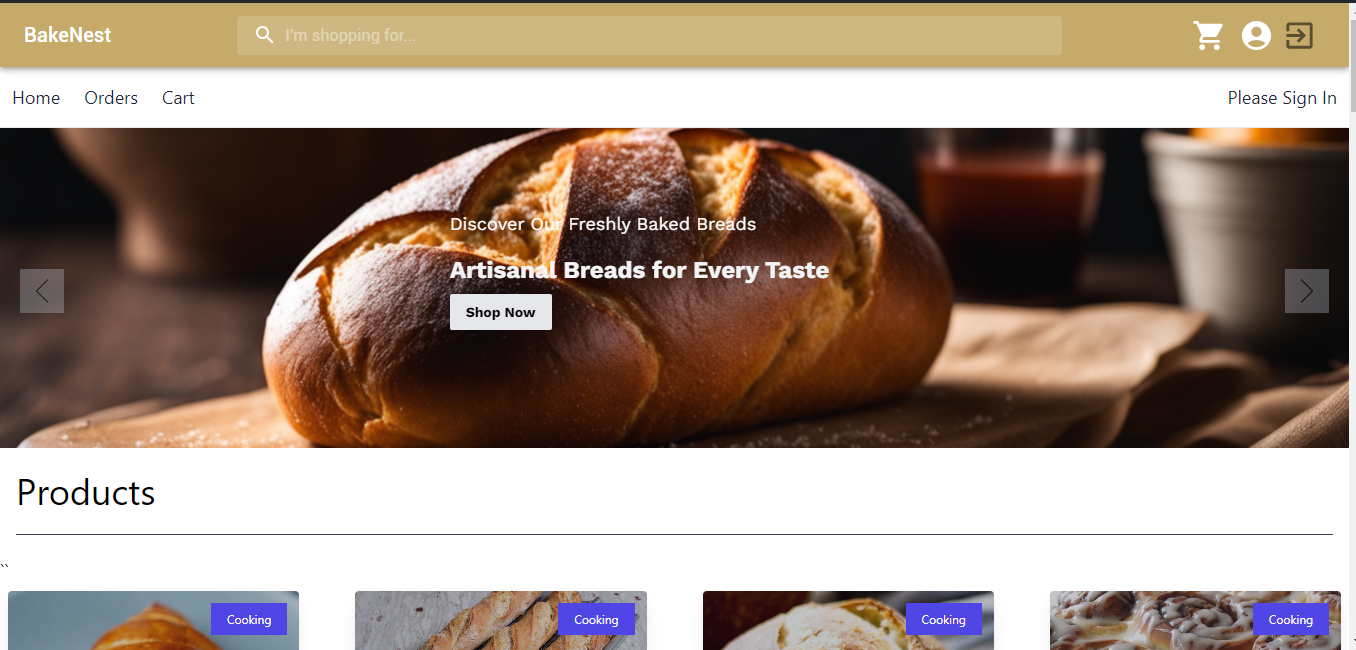 BakeNest
I'm shopping for...
Home Orders Cart Please Sign In
Discover Our Freshly Baked Breads
Artisanal Breads for Every Taste
Shop Now
Products
``
Cooking Cooking Cooking Cooking